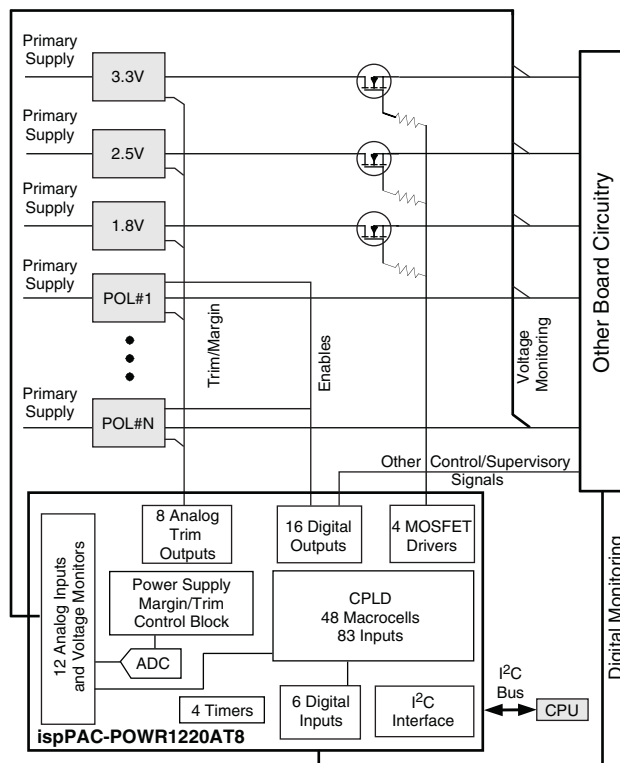 Primary
Supply
3.3V
Primary
Supply
2.5V
Primary
Supply
1.8V
Primary
Supply
POL#1
Primary
Supply
POL#N
Trim/Margin
Enables
Voltage
Monitoring
Other Board Circuitry
Other Control/Supervisory
Signals
8 Analog
Trim
Outputs
16 Digital
Outputs
4 MOSFET
Drivers
12 Analog Inputs
and Voltage Monitors
Power Supply
Margin/Trim
Control Block
ADC
CPLD
48 Macrocells
83 Inputs
4 Timers
6 Digital
Inputs
I2C
Interface
I2C
Bus
CPU
Digital Monitoring
ispPAC-POWR1220AT8